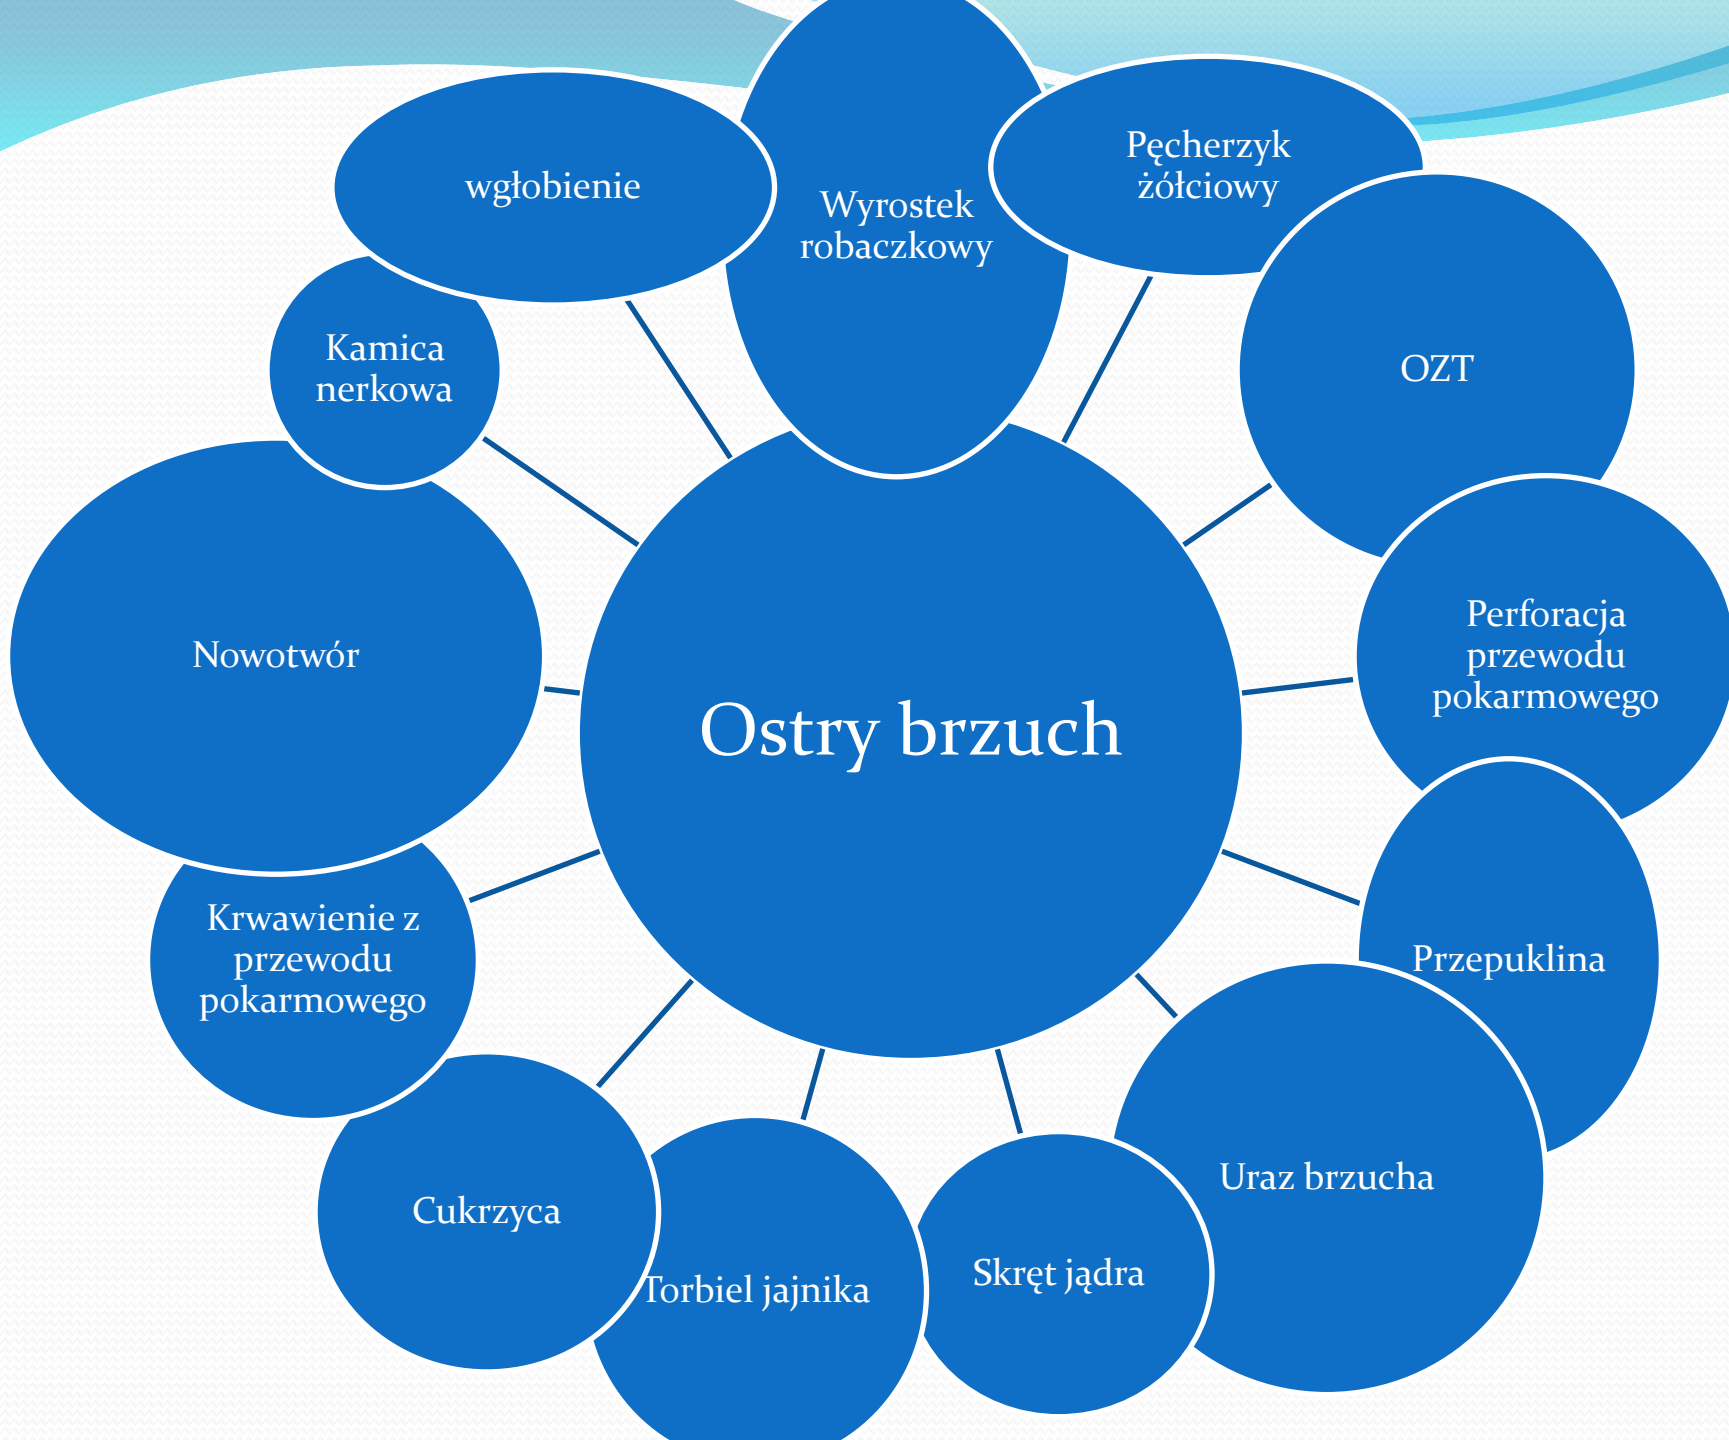 Wyrostek
robaczkowy
Pęcherzyk
żółciowy
OZT
Perforacja
przewodu
pokarmowego
Przepuklina
Uraz brzucha
Skręt jądra
Torbiel jajnika
Cukrzyca
Krwawienie z
przewodu
pokarmowego
Nowotwór
Kamica
nerkowa
wgłobienie
Ostry brzuch